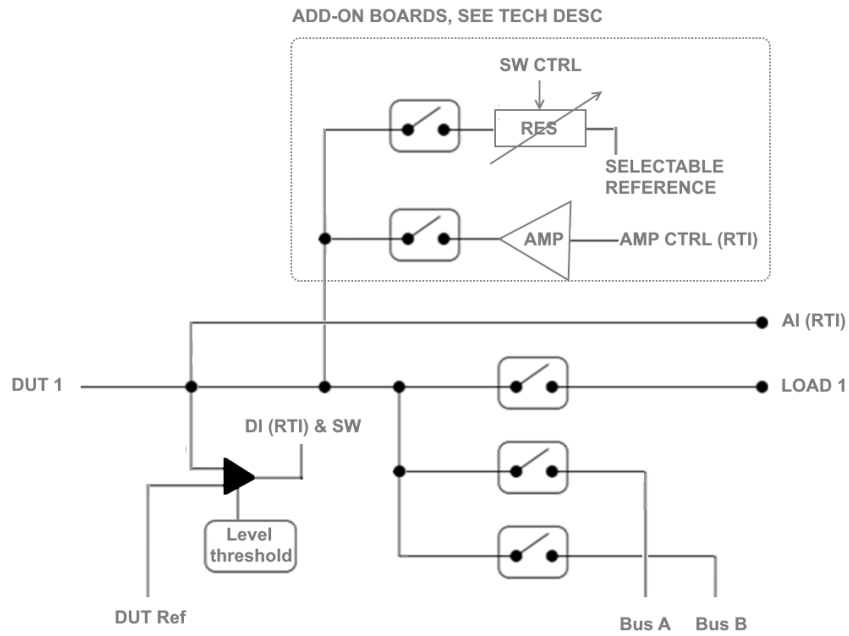 ADD-ON BOARDS, SEE TECH DESC
SW CTRL
RES
SELECTABLE
REFERENCE
AMP
AMP CTRL (RTI)
AI (RTI)
DUT 1
LOAD 1
DI (RTI) & SW
Level
threshold
DUT Ref
Bus A
Bus B